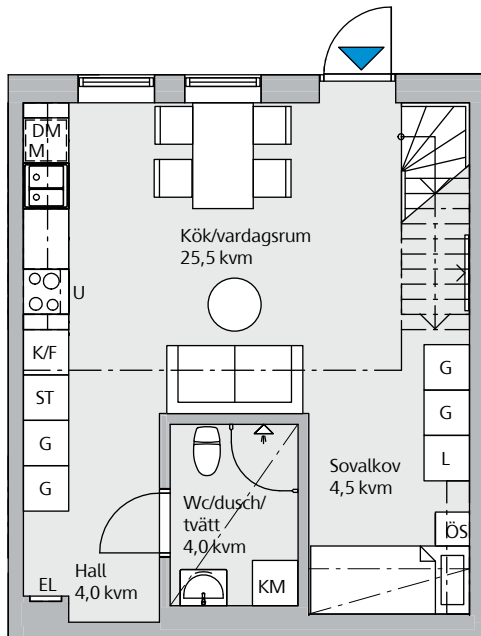 DM
M
Kök/vardagsrum
25,5 kvm
U
K/F
ST
G
G
G
G
L
Sovalkov
4,5 kvm
ÖS
Wc/dusch/
tvätt
4,0 kvm
KM
EL
Hall
4,0 kvm